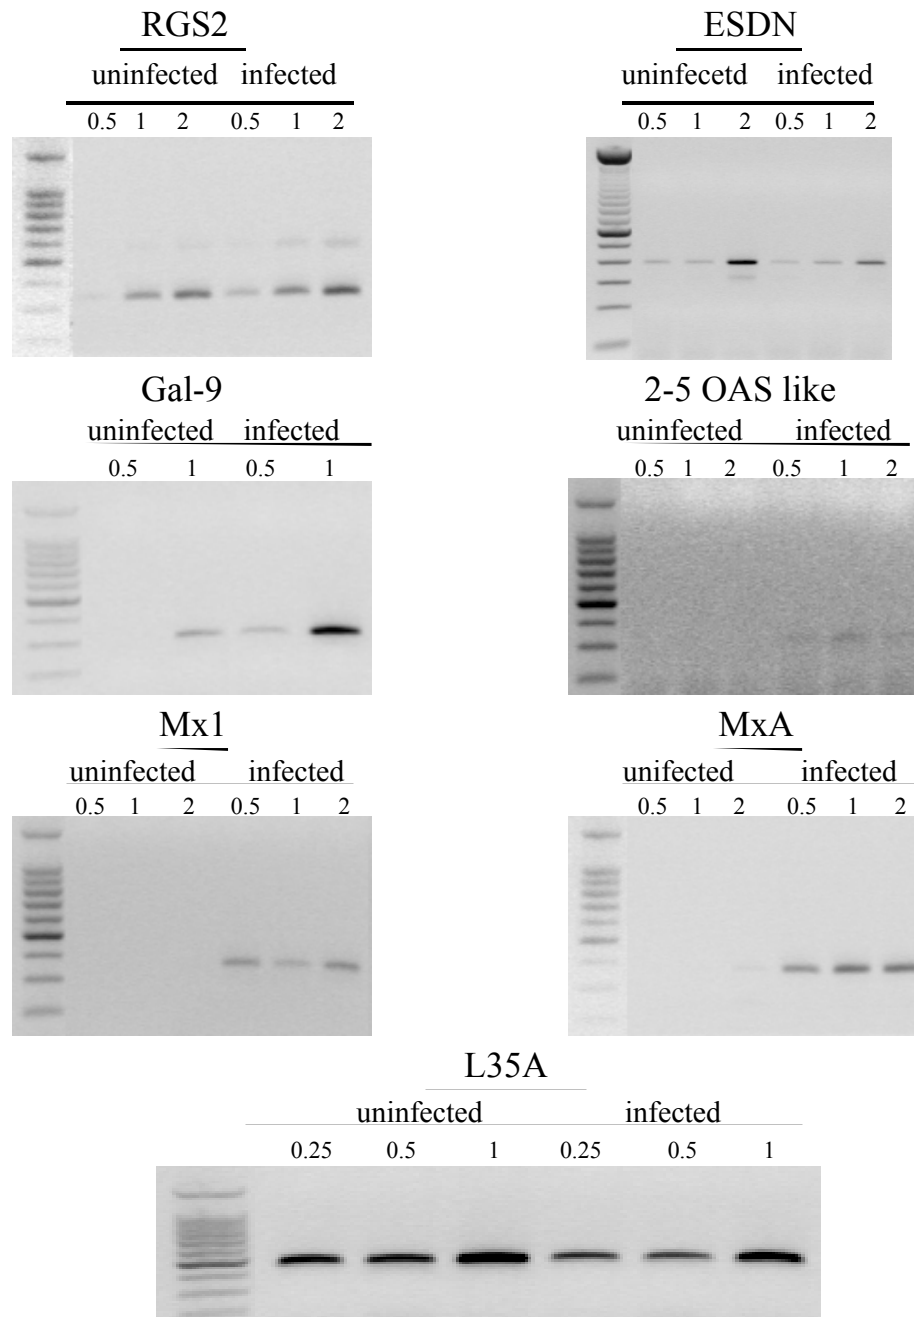 RGS2
uninfected infected
0.5 1 2 0.5 1 2
ESDN
uninfecetd infected
0.5 1 2 0.5 1 2
Gal-9
uninfected infected
0.5 1 0.5 1
2-5 OAS like
uninfected infected
0.5 1 2 0.5 1 2
Mx1
uninfected infected
0.5 1 2 0.5 1 2
MxA
unifected infected
0.5 1 2 0.5 1 2
L35A
uninfected infected
0.25 0.5 1 0.25 0.5 1